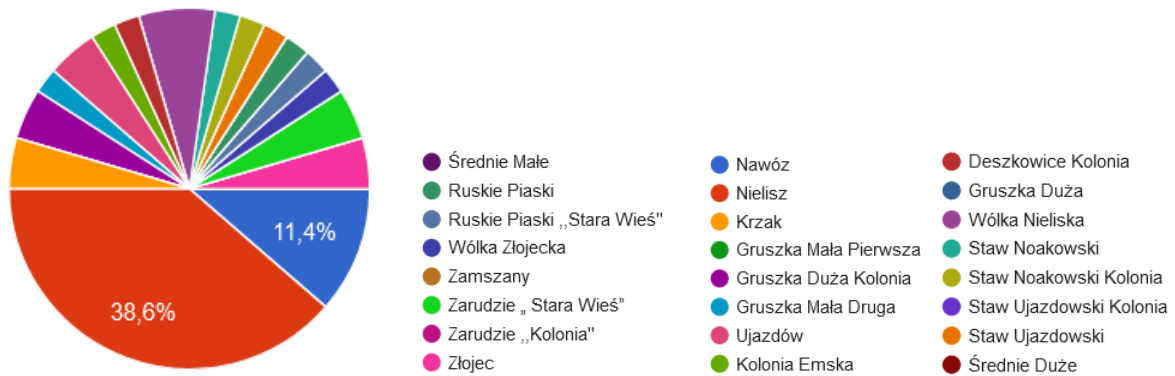 11,4%
38,6%
Średnie Małe
Ruskie Piaski
Ruskie Piaski ,,Stara Wieś"
Wólka Złojecka
Zamszany
Zarudzie „ Stara Wieś”
Zarudzie ,,Kolonia"
Złojec
Nawóz
Nielisz
Krzak
Gruszka Mała Pierwsza
Gruszka Duża Kolonia
Gruszka Mała Druga
Ujazdów
Kolonia Emska
Deszkowice Kolonia
Gruszka Duża
Wólka Nieliska
Staw Noakowski
Staw Noakowski Kolonia
Staw Ujazdowski Kolonia
Staw Ujazdowski
Średnie Duże